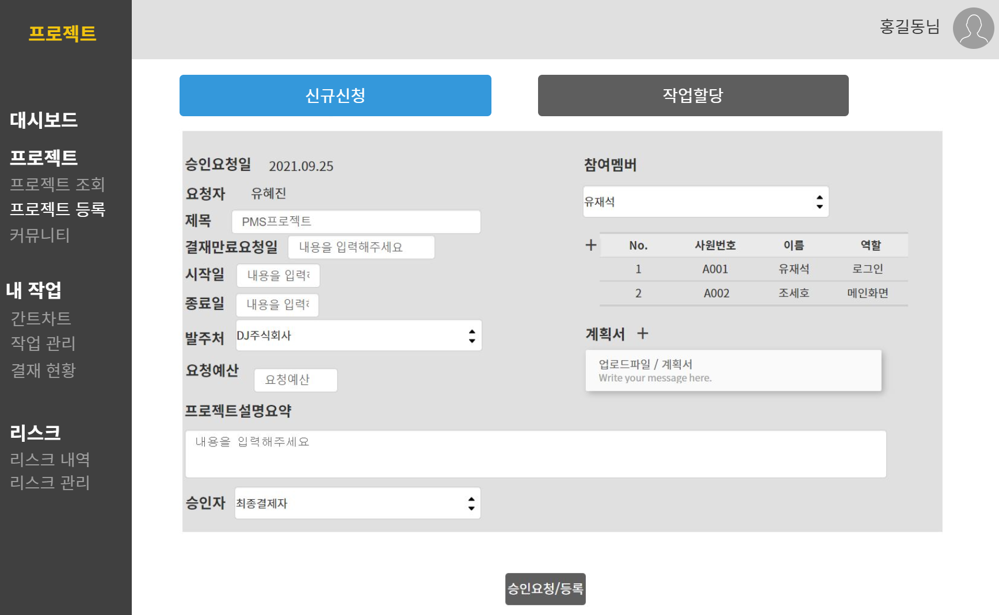 프로젝트
홍길동님
대시보드
프로젝트
프로젝트 조회
프로젝트 등록
커뮤니티
내 작업
간트차트
작업 관리
결재 현황
리스크
리스크 내역
리스크 관리
신규신청
작업할당
승인요청일 2021.09.25
요청자 유혜진
제목 PMS프로젝트
결재만료요청일 내용을 입력해주세요
시작일 내용을 입력
종료일 내용을 입력
발주처 DJ주식회사
요청예산 요청예산
프로젝트설명요약
내용을 입력해주세요
승인자 최종결제자
참여멤버
유재석
+ No. 사원번호 이름 역할
1 A001 유재석 로그인
2 A002 조세호 메인화면
계획서 +
업로드파일 / 계획서
Write your message here.
승인요청/등록